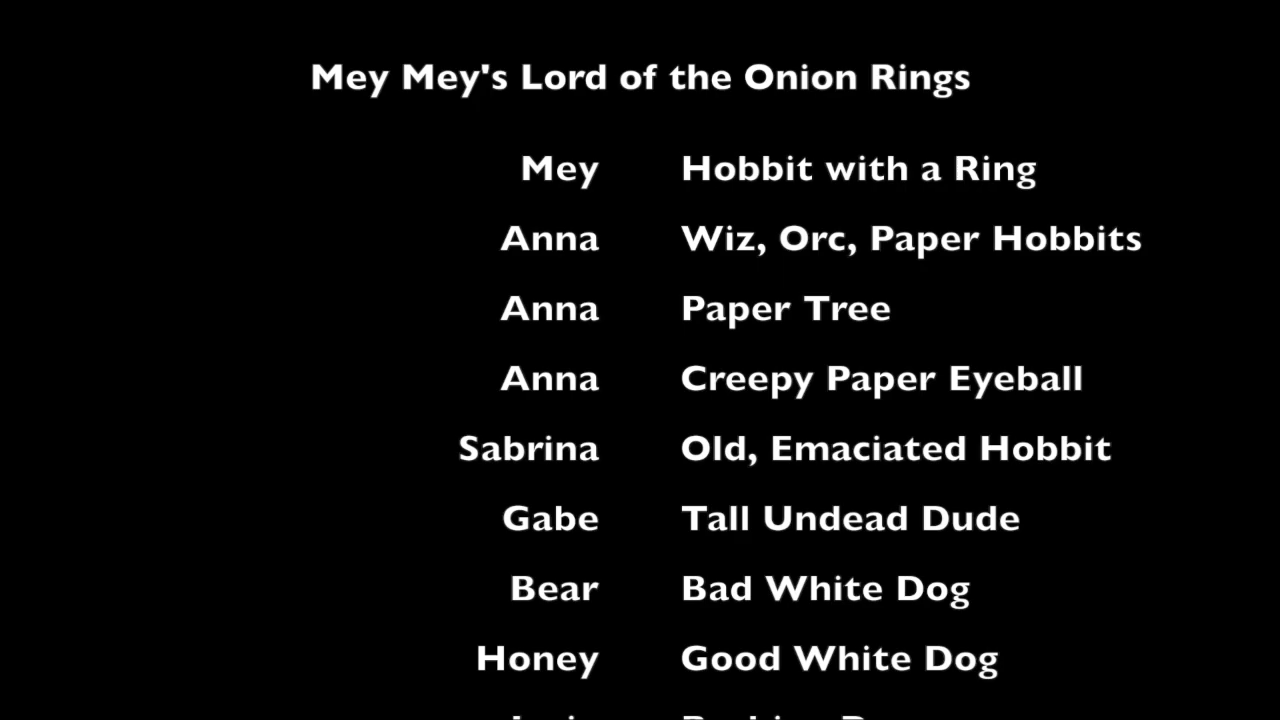 Mey Mey's Lord of the Onion Rings
Mey Hobbit with a Ring
Anna Wiz, Orc, Paper Hobbits
Anna Paper Tree
Anna Creepy Paper Eyeball
Sabrina Old, Emaciated Hobbit
Gabe Tall Undead Dude
Bear Bad White Dog
Honey Good White Dog